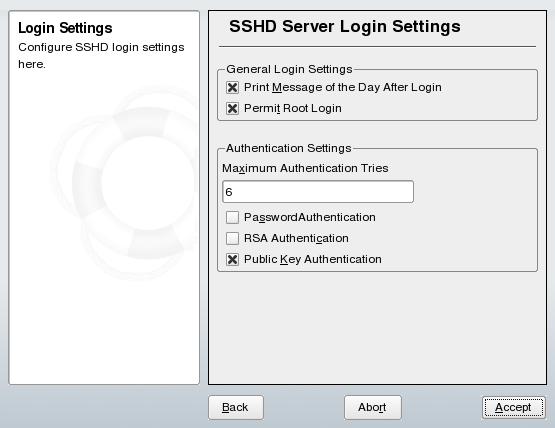 Login Settings
Configure SSHD login settings
here.
SSHD Server Login Settings
General Login Settings
Print Message of the Day After Login
Permit Root Login
Authentication Settings
Maximum Authentication Tries
6
PasswordAuthentication
RSA Authentication
Public Key Authentication
Back
Abort
Accept